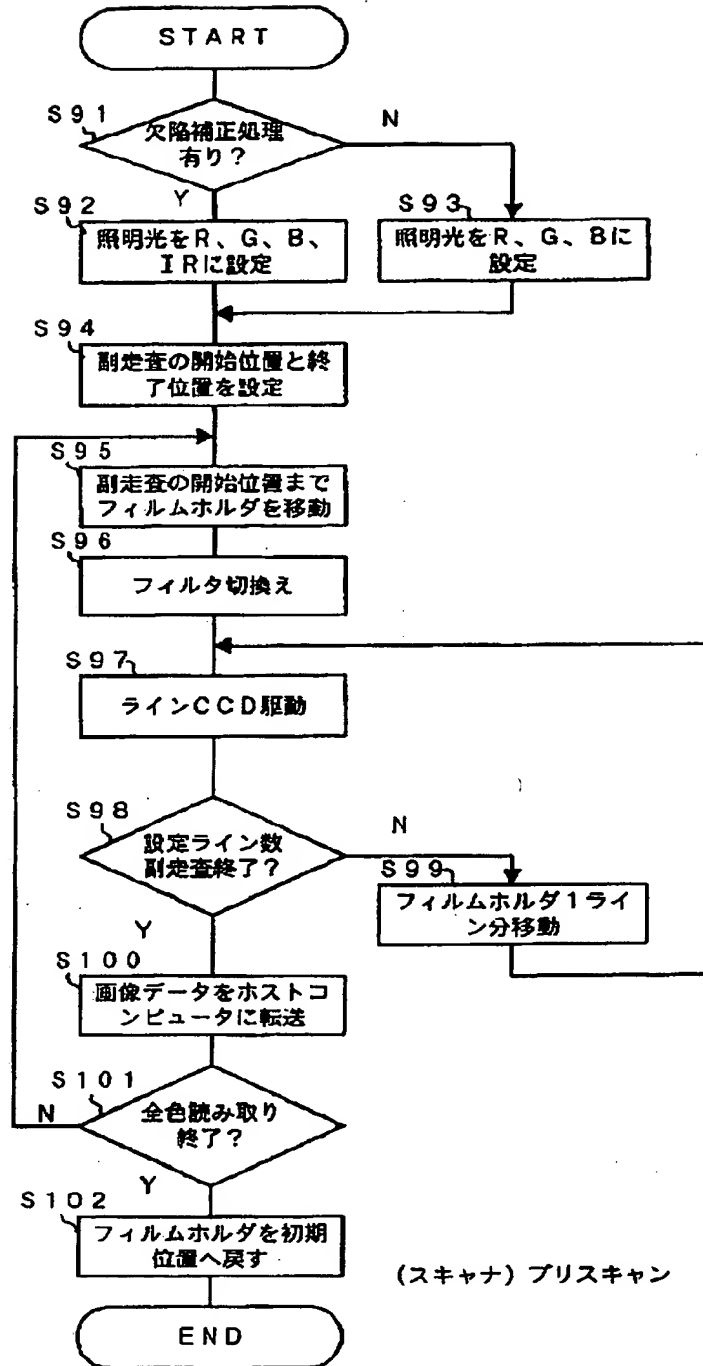 START
S91
欠陥補正処理
有り?
N
Y
S92
照明光をR、G、B、
IRに設定
S93
照明光をR、G、Bに
設定
S94
副走査の開始位置と終
了位置を設定
S95
副走査の開始位置まで
フィルムホルダを移動
S96
フィルタ切換え
S97
ラインCCD駆動
S98
設定ライン数
副走査終了?
N
Y
S99
フィルムホルダ1ライ
ン分移動
S100
画像データをホストコ
ンピュータに転送
S101
全色読み取り
終了?
N
Y
S102
フィルムホルダを初期
位置へ戻す
(スキャナ)プリスキャン
END